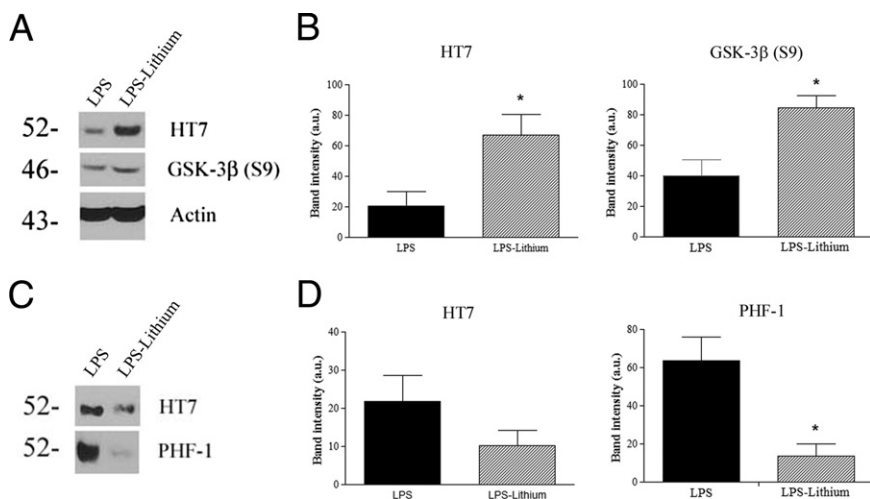 A
LPS
LPS-Lithium
52-
HT7
46-
GSK-3β (S9)
43-
Actin
B
HT7
Band intensity (a.u.)
100
80
60
40
20
0
*
LPS
LPS-Lithium
GSK-3β (S9)
Band intensity (a.u.)
100
80
60
40
20
0
*
LPS
LPS-Lithium
C
LPS
LPS-Lithium
52-
HT7
52-
PHF-1
D
HT7
Band intensity (a.u.)
40
30
20
10
0
LPS
LPS-Lithium
PHF-1
Band intensity (a.u.)
80
60
40
20
0
*
LPS
LPS-Lithium